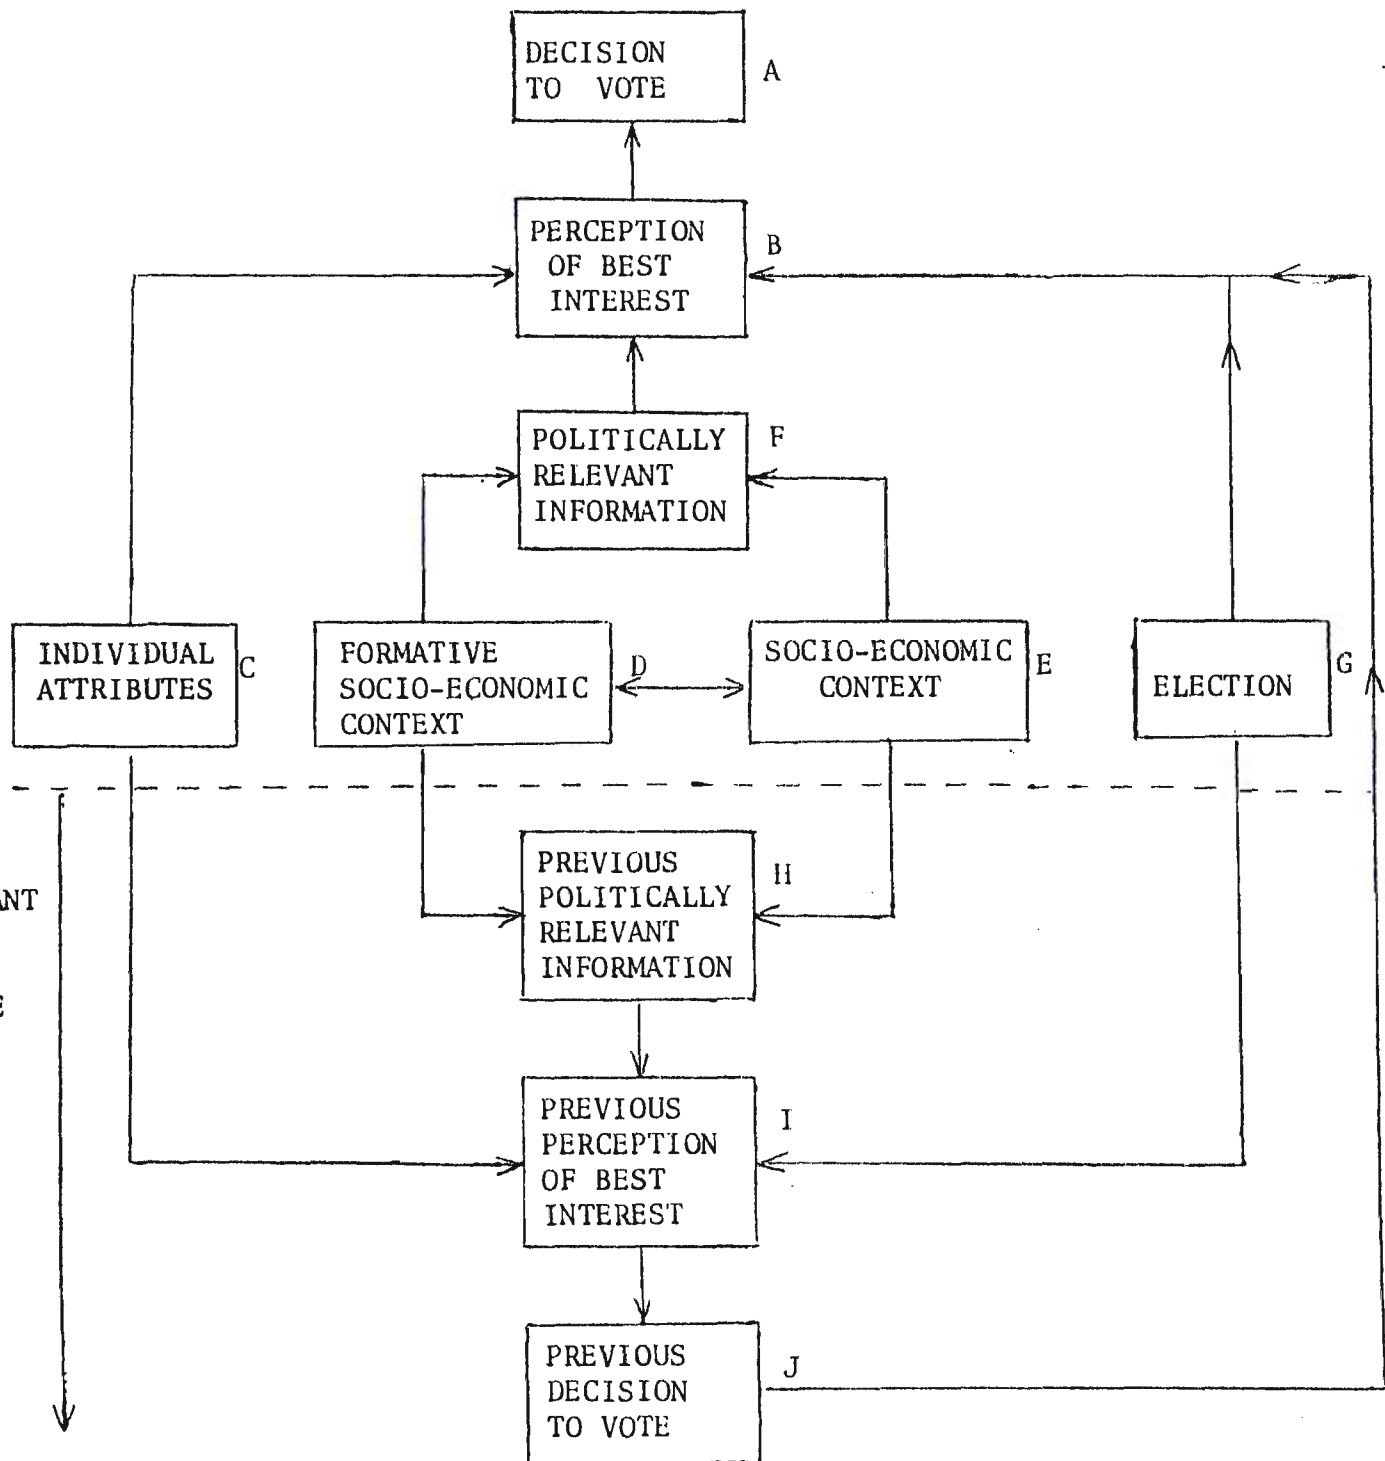 DECISION
TO VOTE
A
PERCEPTION
OF BEST
INTEREST
B
POLITICALLY
RELEVANT
INFORMATION
F
INDIVIDUAL
ATTRIBUTES
C
FORMATIVE
SOCIO-ECONOMIC
CONTEXT
D
SOCIO-ECONOMIC
CONTEXT
E
ELECTION
G
PREVIOUS
POLITICALLY
RELEVANT
INFORMATION
H
ANT
E
PREVIOUS
PERCEPTION
OF BEST
INTEREST
I
PREVIOUS
DECISION
TO VOTE
J